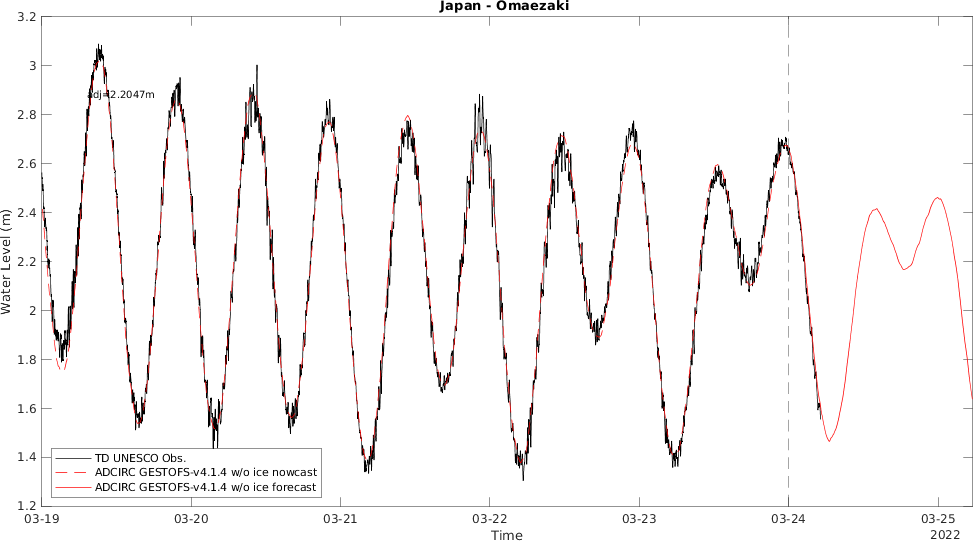 Japan - Omaezaki
3.2
3
2.8
2.6
2.4
2.2
2
1.8
1.6
1.4
1.2
Water Level (m)
adj=2.2047m
TD UNESCO Obs.
ADCIRC GESTOFS-v4.1.4 w/o ice nowcast
ADCIRC GESTOFS-v4.1.4 w/o ice forecast
03-19 03-20 03-21 03-22 03-23 03-24 03-25
Time 2022